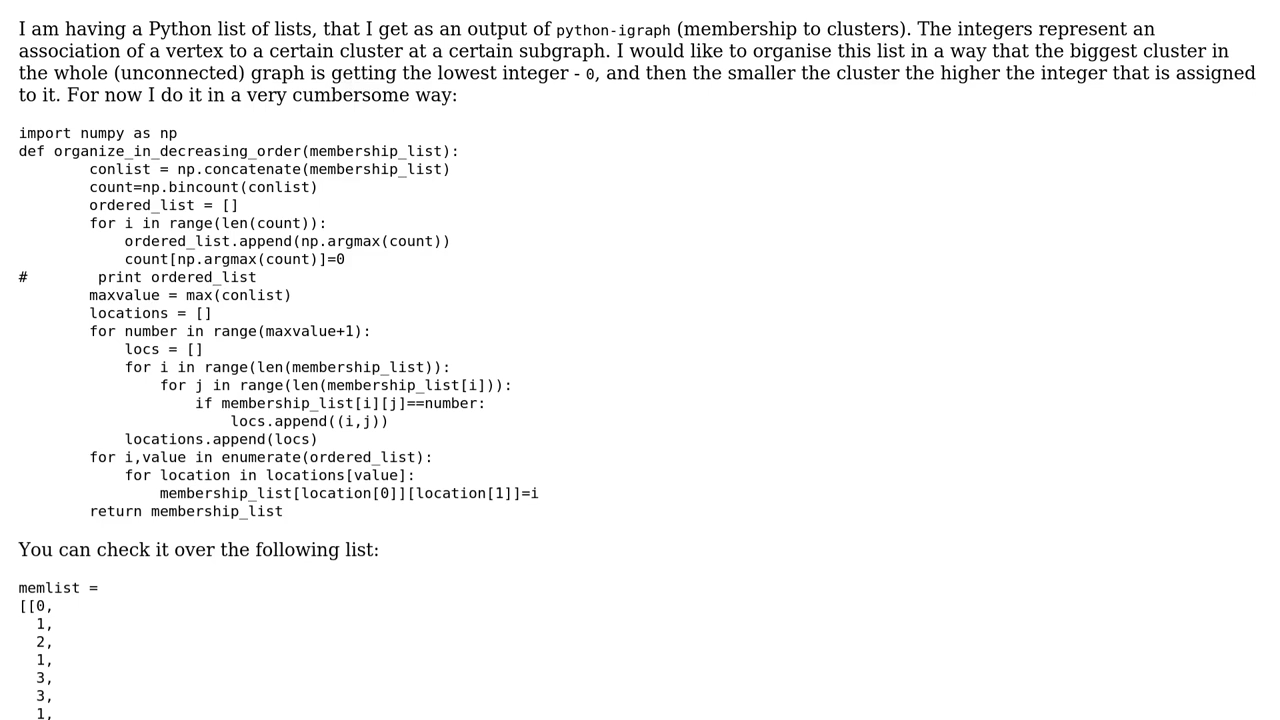 I am having a Python list of lists, that I get as an output of python-igraph (membership to clusters). The integers represent an
association of a vertex to a certain cluster at a certain subgraph. I would like to organise this list in a way that the biggest cluster in
the whole (unconnected) graph is getting the lowest integer - 0, and then the smaller the cluster the higher the integer that is assigned
to it. For now I do it in a very cumbersome way:
import numpy as np
def organize_in_decreasing_order(membership_list):
        conlist = np.concatenate(membership_list)
        count=np.bincount(conlist)
        ordered_list = []
        for i in range(len(count)):
            ordered_list.append(np.argmax(count))
            count[np.argmax(count)]=0
#        print ordered_list
        maxvalue = max(conlist)
        locations = []
        for number in range(maxvalue+1):
            locs = []
            for i in range(len(membership_list)):
                for j in range(len(membership_list[i])):
                    if membership_list[i][j]==number:
                        locs.append((i,j))
            locations.append(locs)
        for i,value in enumerate(ordered_list):
            for location in locations[value]:
                membership_list[location[0]][location[1]]=i
        return membership_list
You can check it over the following list:
memlist =
[[0,
  1,
  2,
  1,
  3,
  3,
  1,